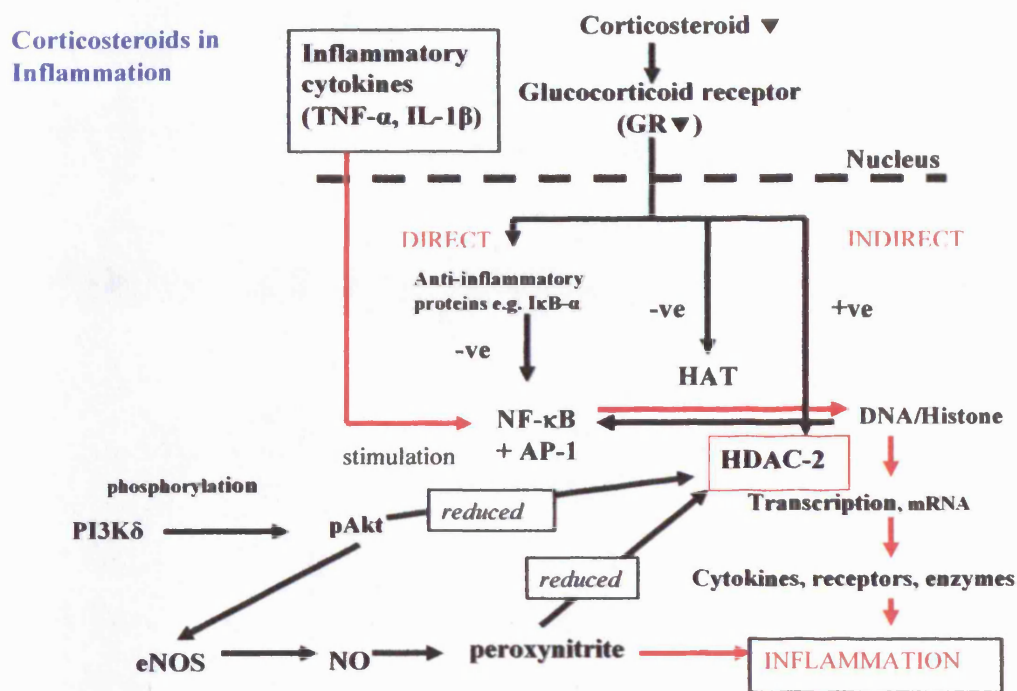 Corticosteroids in
Inflammation
Inflammatory
cytokines
(TNF-α, IL-1β)
Corticosteroid ▼
Glucocorticoid receptor
(GR▼)
Nucleus
DIRECT
INDIRECT
Anti-inflammatory
proteins e.g. IκB-α
-ve
-ve
+ve
HAT
NF-κB
+ AP-1
DNA/Histone
stimulation
HDAC-2
phosphorylation
Transcription, mRNA
PI3Kδ
pAkt
reduced
reduced
Cytokines, receptors, enzymes
eNOS
NO
peroxynitrite
INFLAMMATION